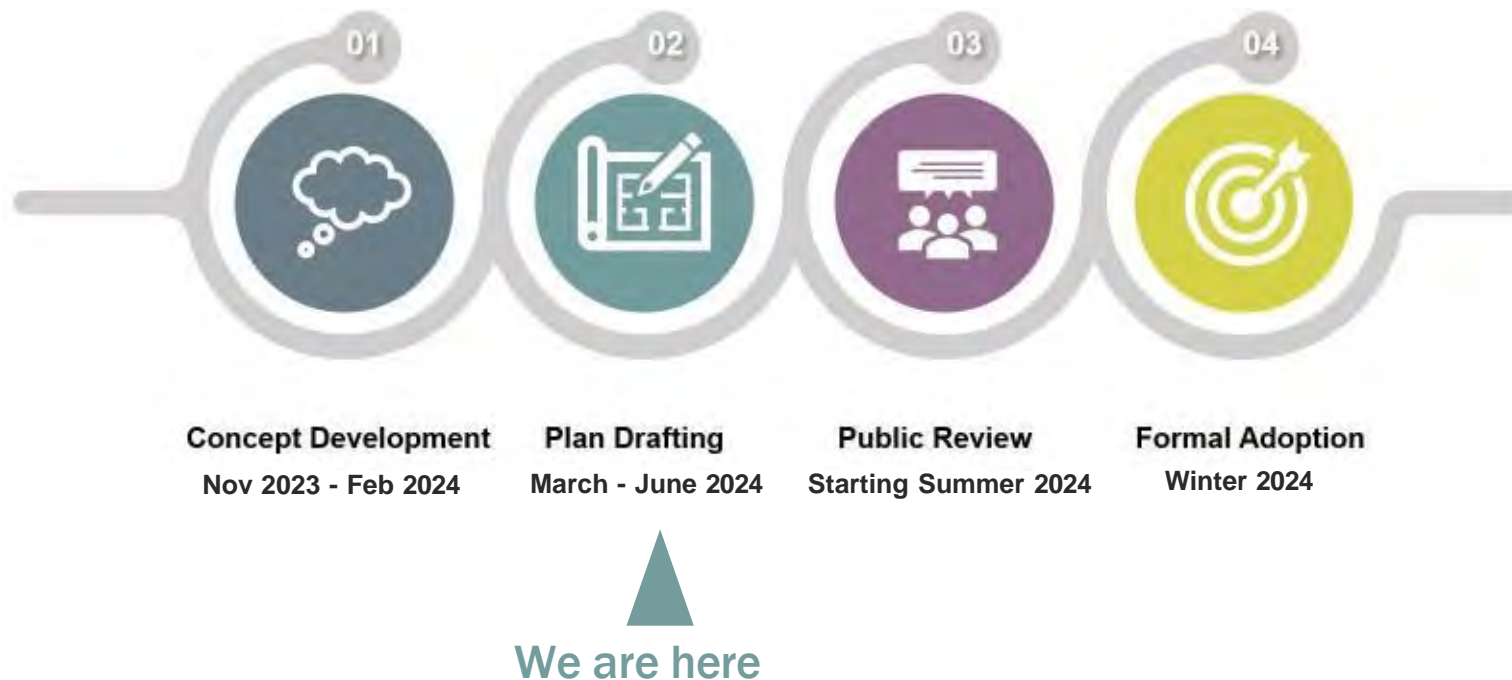 01
02
03
04
Concept Development
Nov 2023 - Feb 2024
Plan Drafting
March - June 2024
Public Review
Starting Summer 2024
Formal Adoption
Winter 2024
We are here